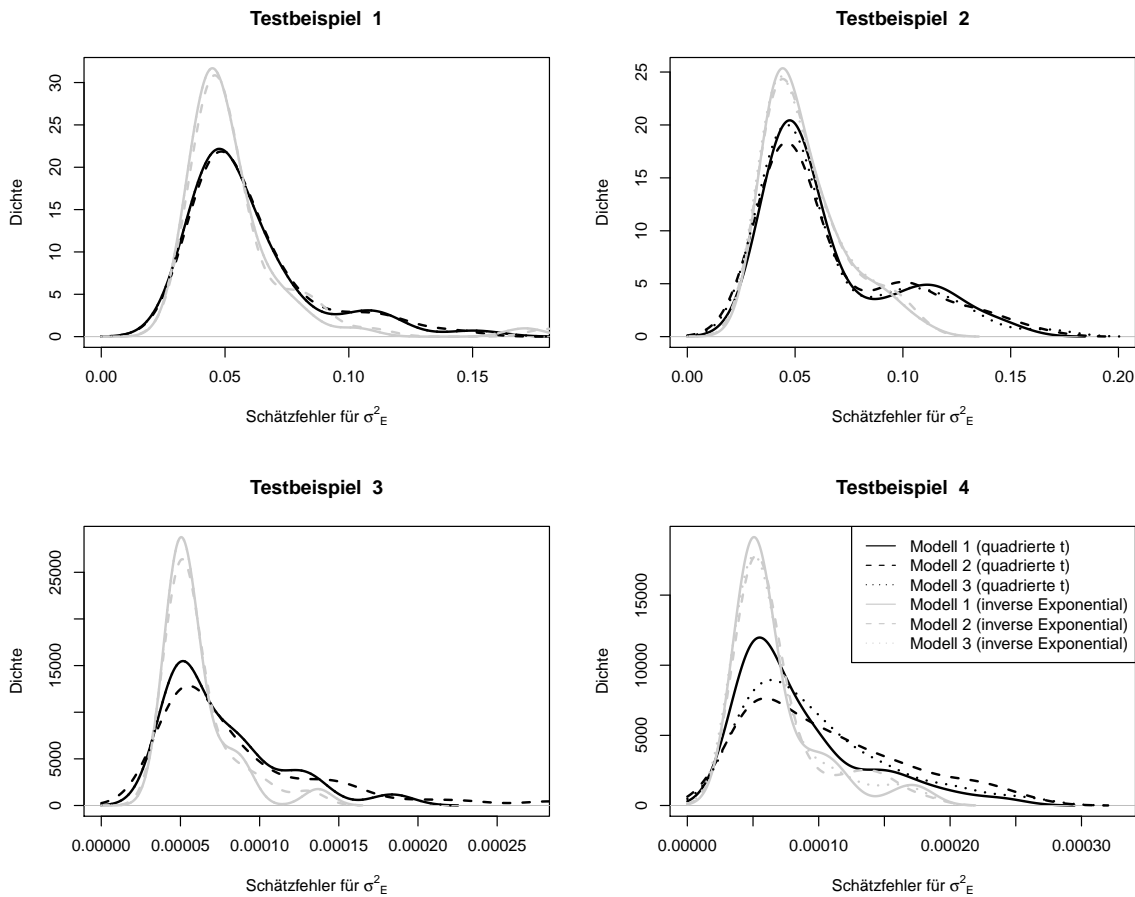 Testbeispiel 1
Dichte
0 5 10 15 20 25 30
0.00 0.05 0.10 0.15
Schätzfehler für σ²_E
Testbeispiel 2
Dichte
0 5 10 15 20 25
0.00 0.05 0.10 0.15 0.20
Schätzfehler für σ²_E
Testbeispiel 3
Dichte
0 5000 15000 25000
0.00000 0.00005 0.00010 0.00015 0.00020 0.00025
Schätzfehler für σ²_E
Testbeispiel 4
Dichte
0 5000 10000 15000
0.00000 0.00010 0.00020 0.00030
Schätzfehler für σ²_E
Modell 1 (quadrierte t)
Modell 2 (quadrierte t)
Modell 3 (quadrierte t)
Modell 1 (inverse Exponential)
Modell 2 (inverse Exponential)
Modell 3 (inverse Exponential)